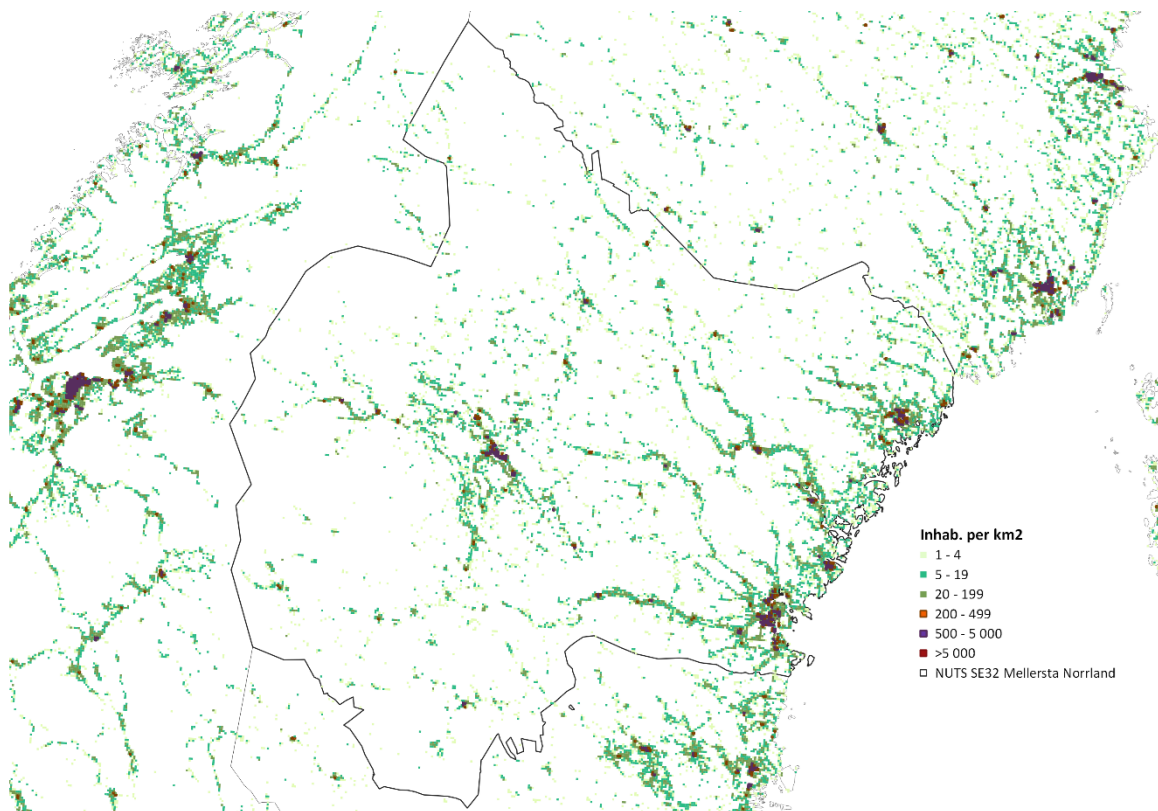 Inhab. per km2
1 - 4
5 - 19
20 - 199
200 - 499
500 - 5 000
>5 000
NUTS SE32 Mellersta Norrland